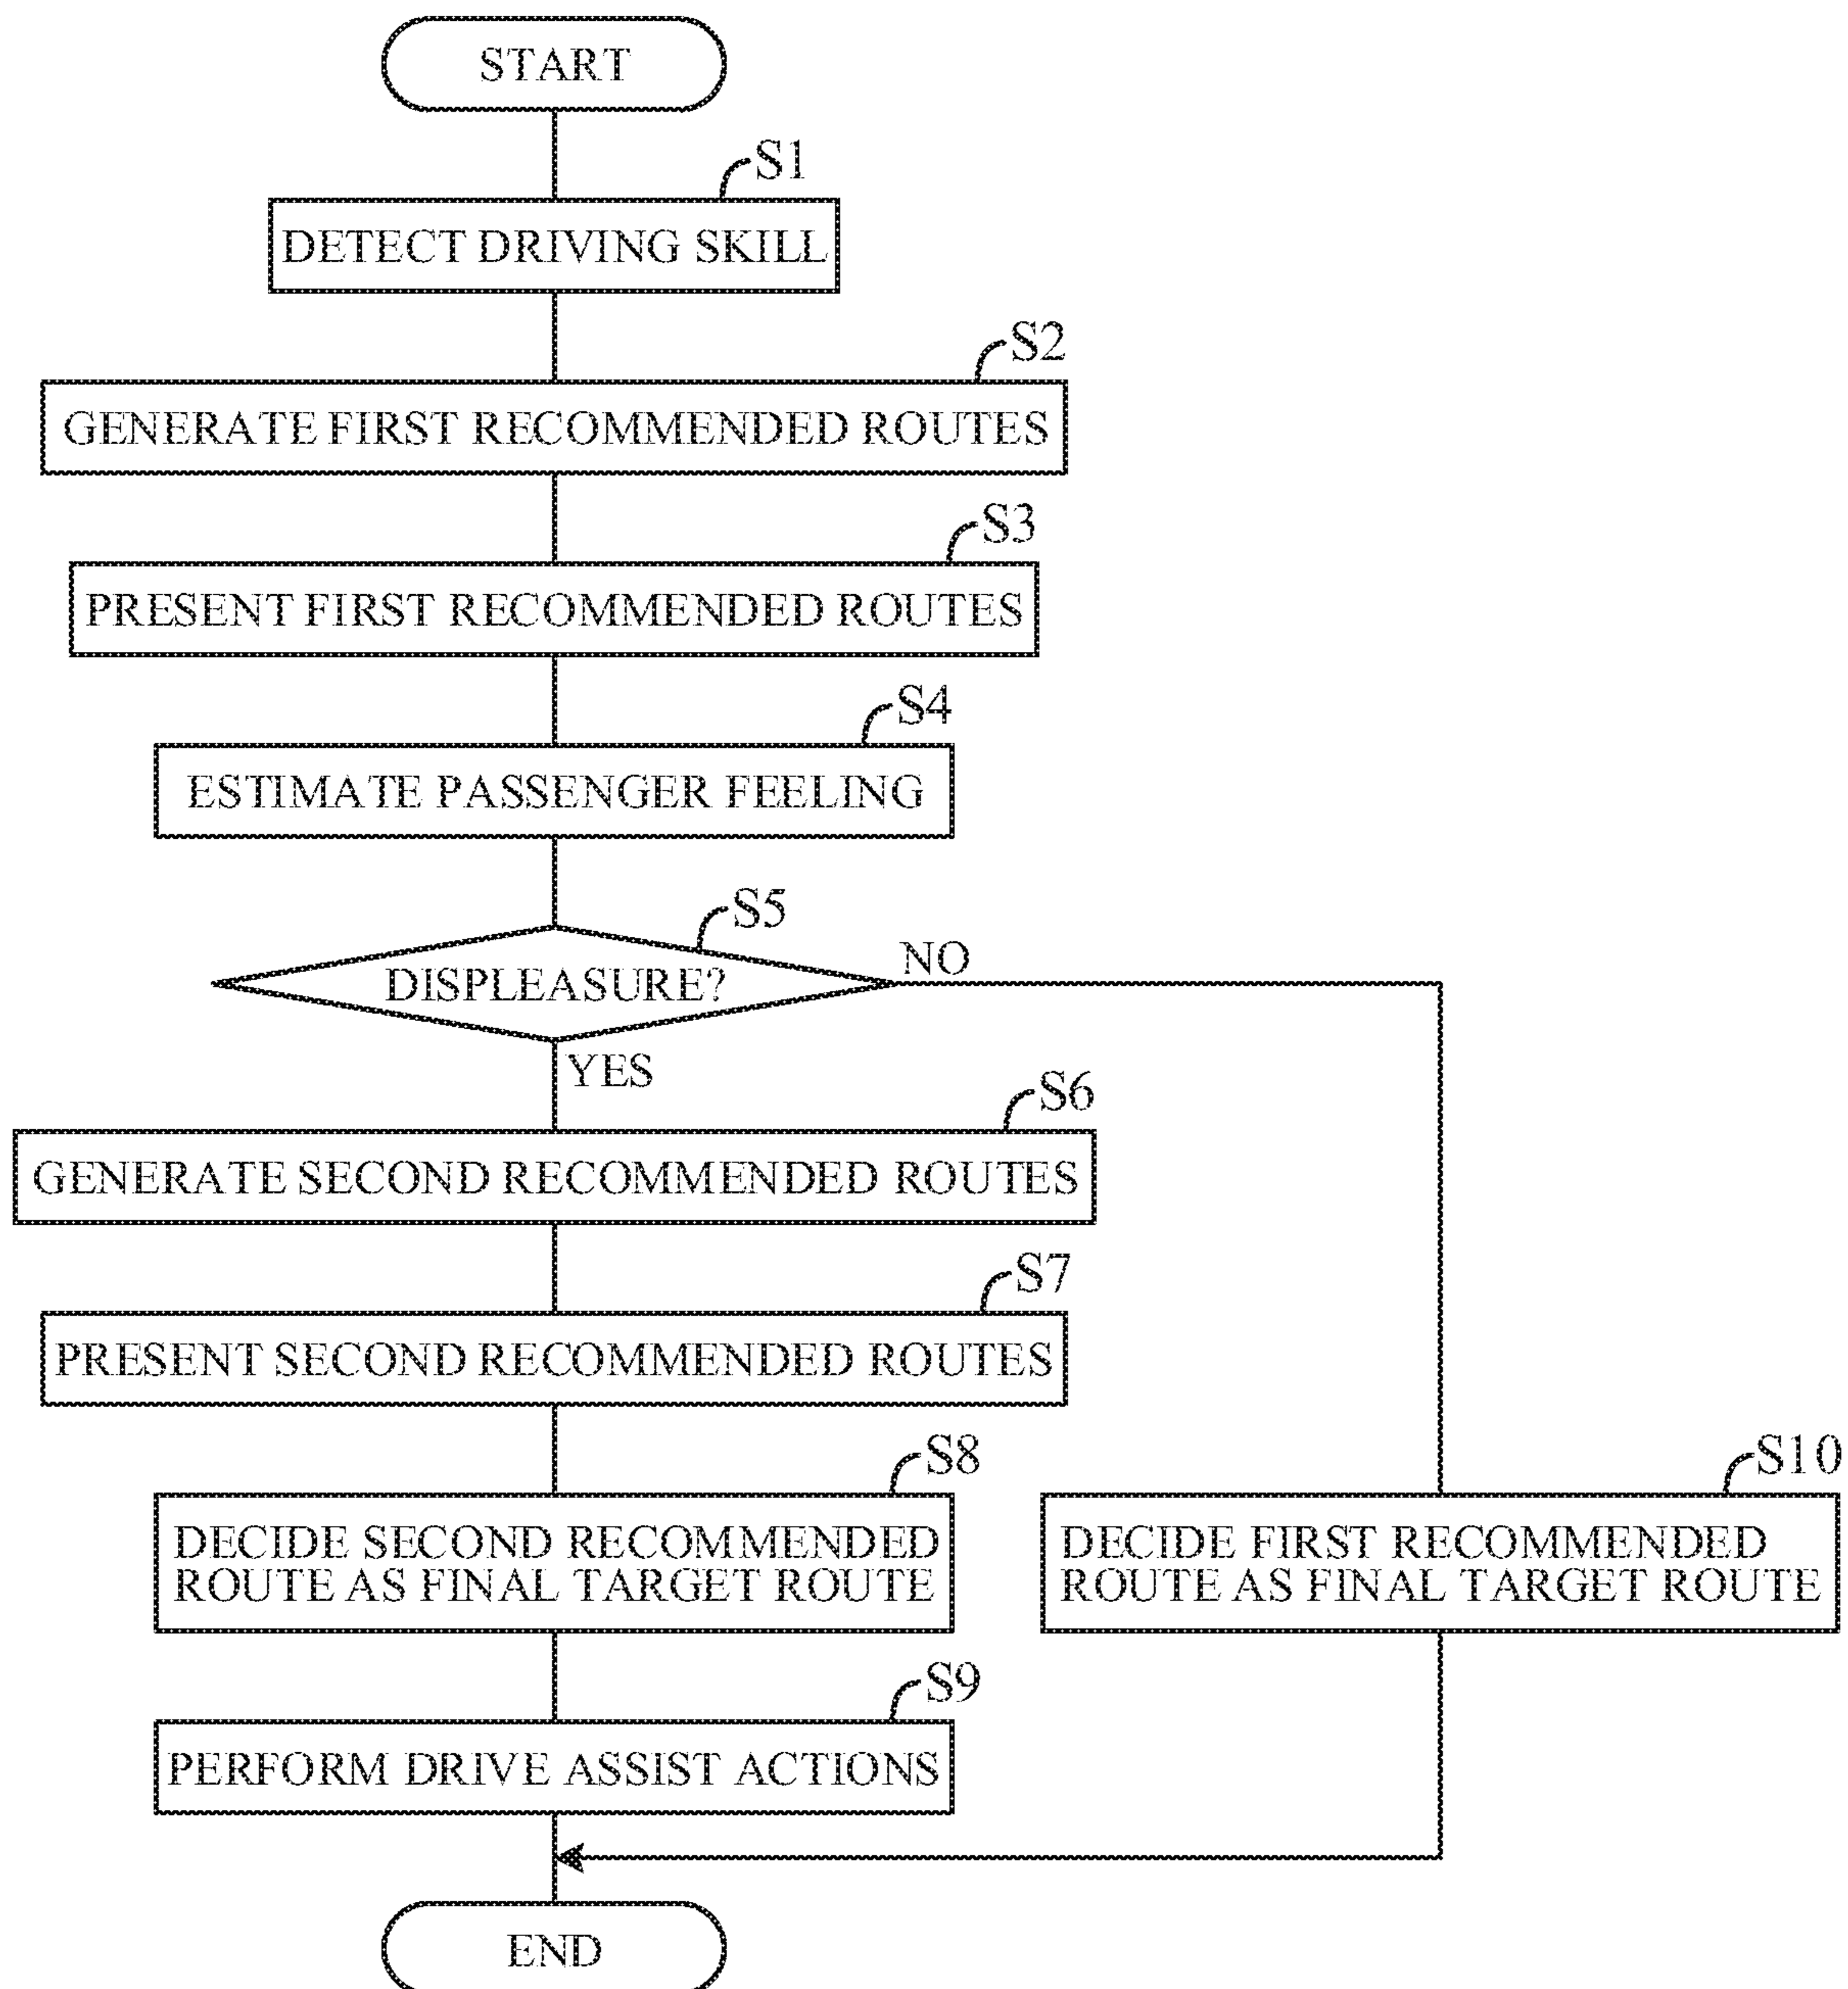 START
S1
DETECT DRIVING SKILL
S2
GENERATE FIRST RECOMMENDED ROUTES
S3
PRESENT FIRST RECOMMENDED ROUTES
S4
ESTIMATE PASSENGER FEELING
S5
DISPLEASURE?
NO
YES
S6
GENERATE SECOND RECOMMENDED ROUTES
S7
PRESENT SECOND RECOMMENDED ROUTES
S8
DECIDE SECOND RECOMMENDED
ROUTE AS FINAL TARGET ROUTE
S10
DECIDE FIRST RECOMMENDED
ROUTE AS FINAL TARGET ROUTE
S9
PERFORM DRIVE ASSIST ACTIONS
END